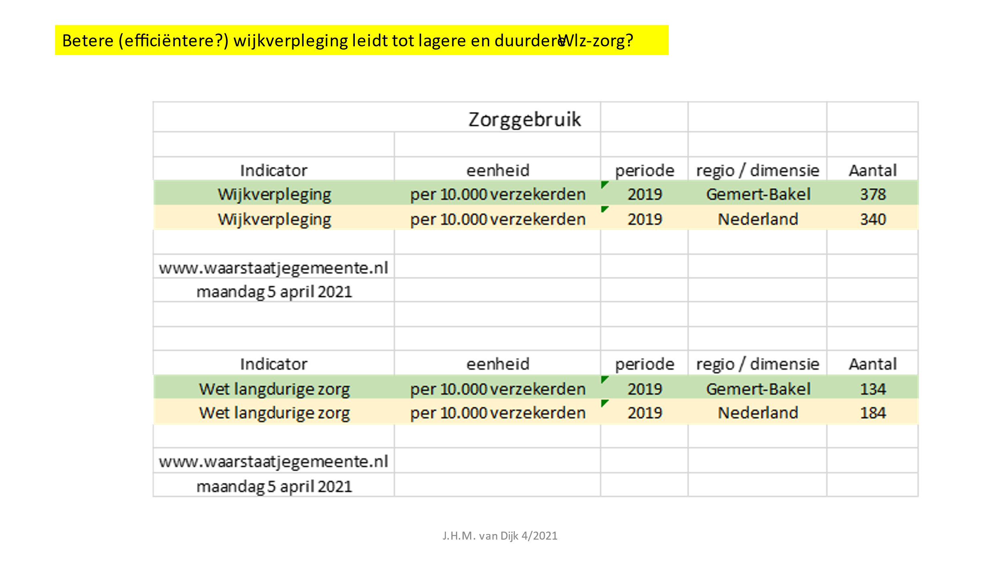 Betere (efficiëntere?) wijkverpleging leidt tot lagere en duurdere Wlz-zorg?
Zorggebruik
Indicator eenheid periode regio / dimensie Aantal
Wijkverpleging per 10.000 verzekerden 2019 Gemert-Bakel 378
Wijkverpleging per 10.000 verzekerden 2019 Nederland 340
www.waarstaatjegemeente.nl
maandag 5 april 2021
Indicator eenheid periode regio / dimensie Aantal
Wet langdurige zorg per 10.000 verzekerden 2019 Gemert-Bakel 134
Wet langdurige zorg per 10.000 verzekerden 2019 Nederland 184
www.waarstaatjegemeente.nl
maandag 5 april 2021
J.H.M. van Dijk 4/2021